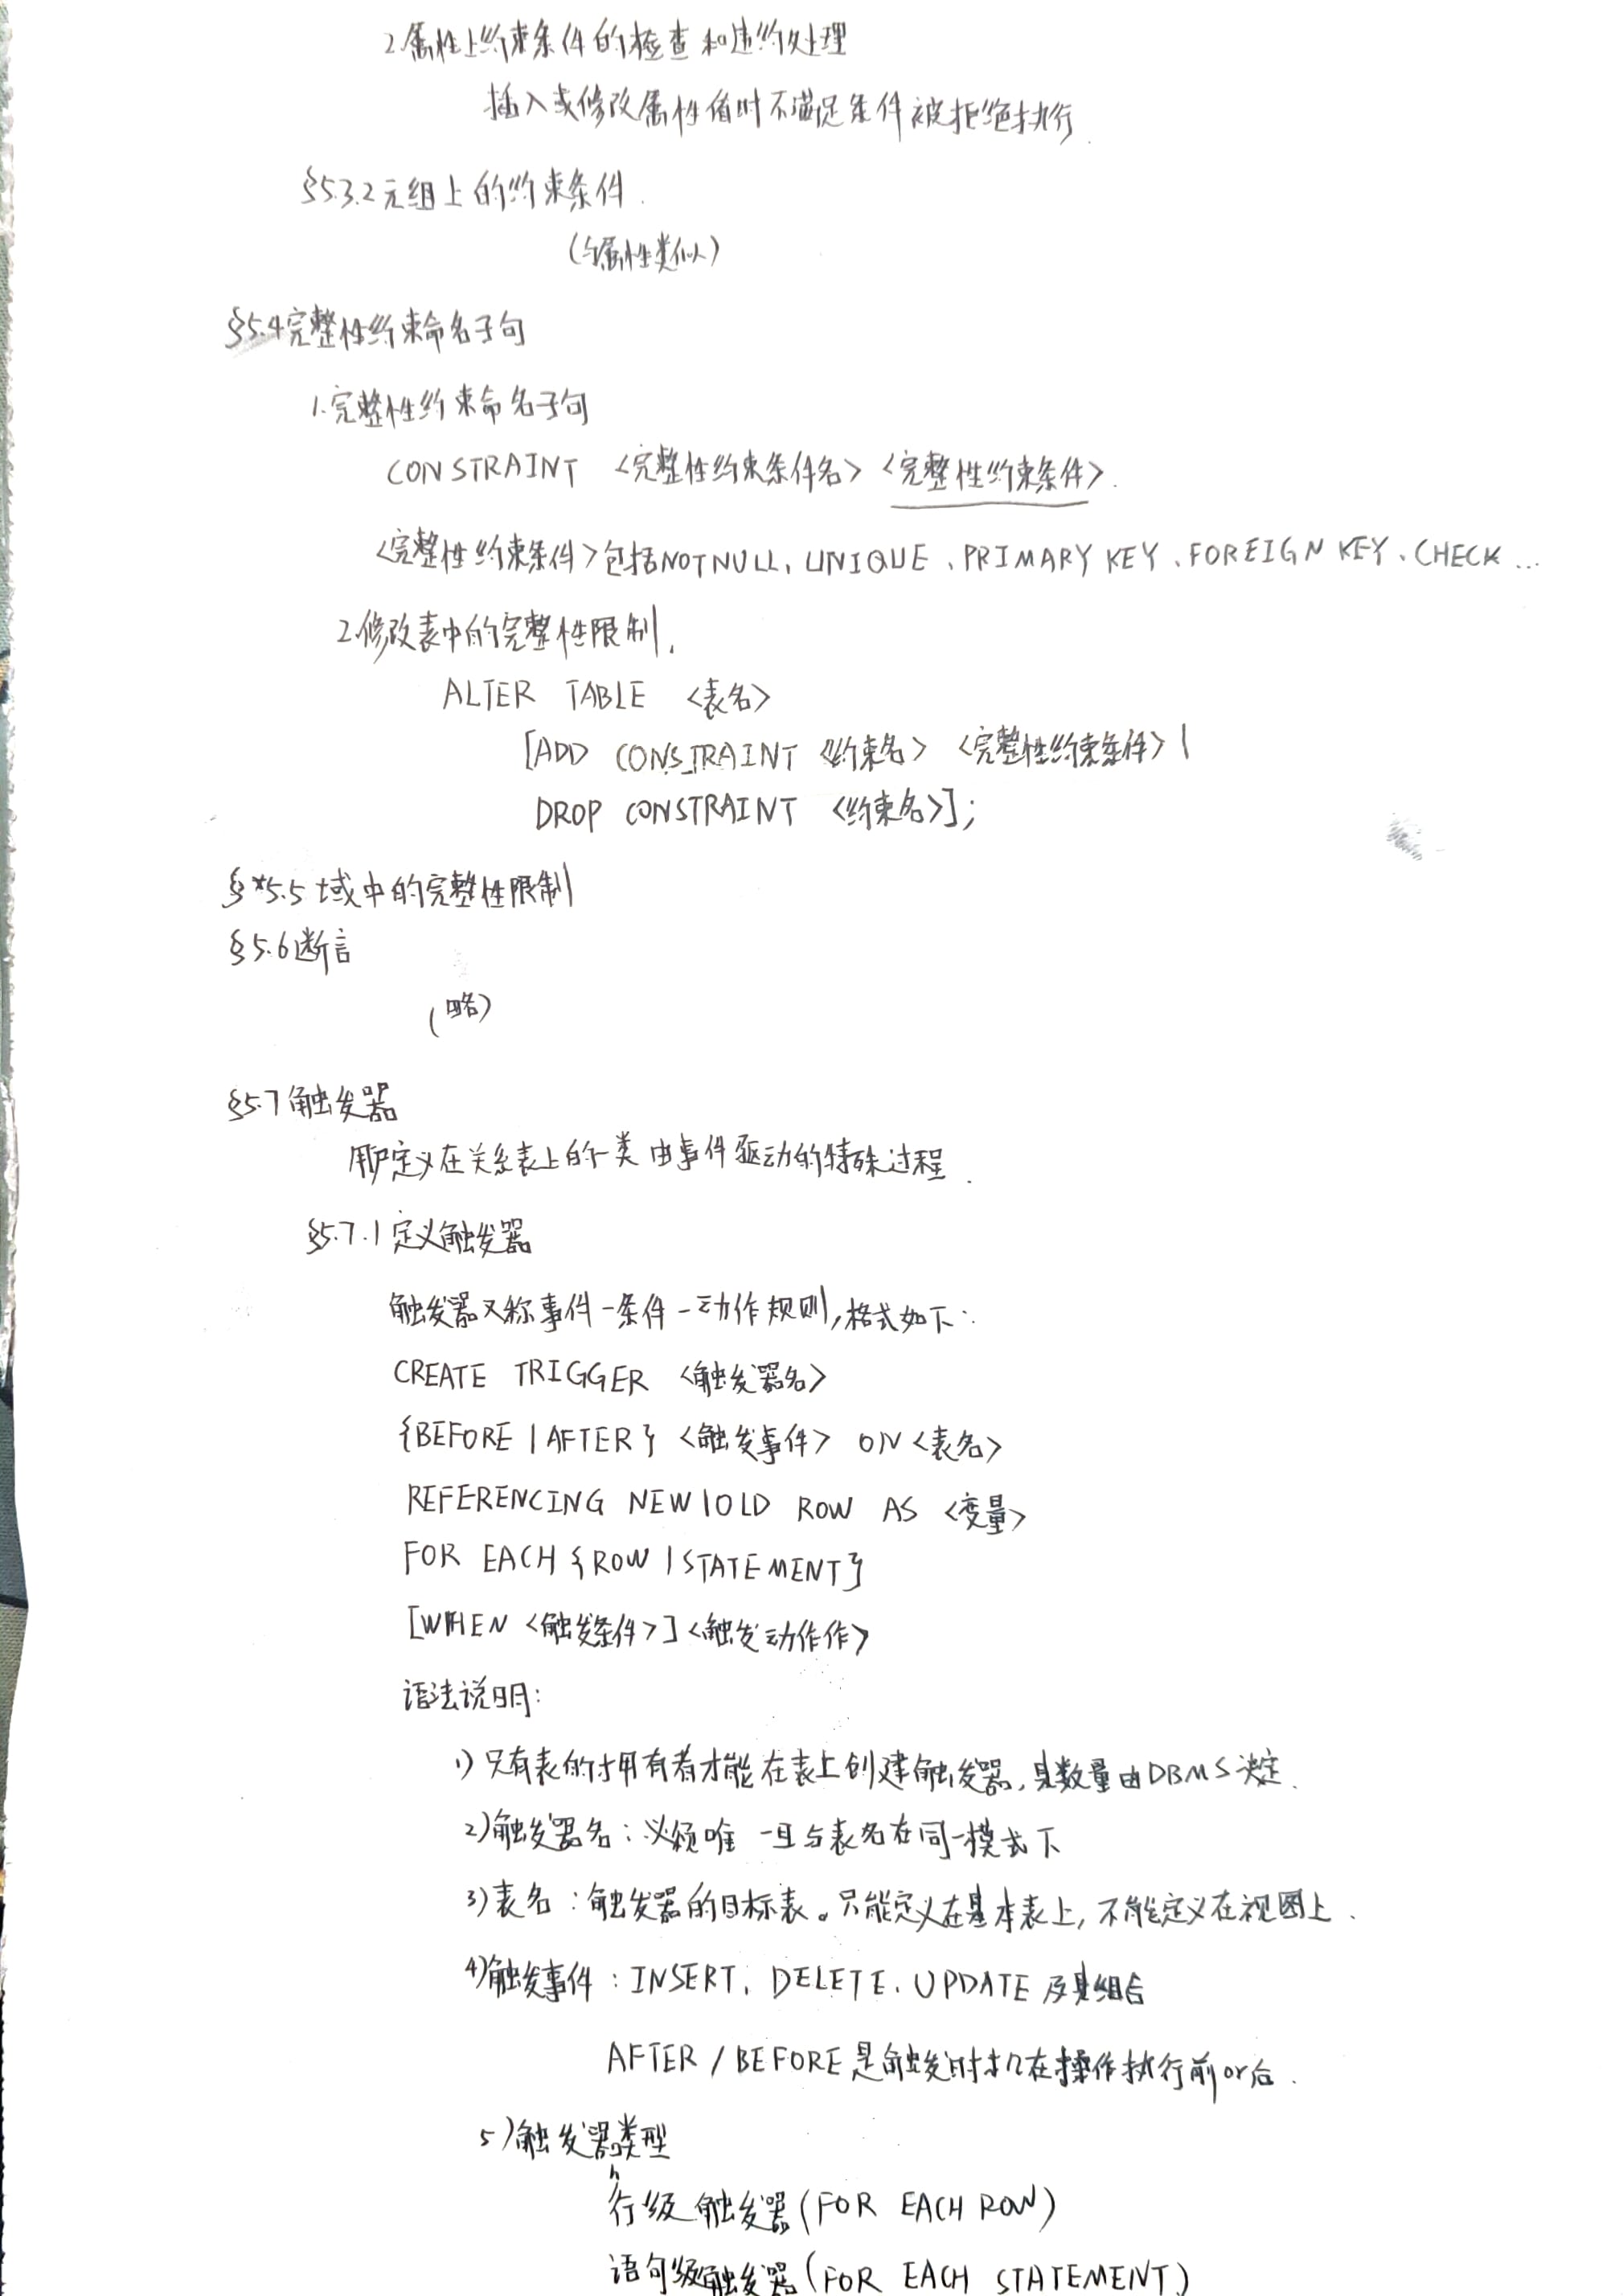 2.属性上约束条件的检查和违约处理
插入或修改属性值时不满足条件被拒绝执行.
§5.3.2元组上的约束条件.
(与属性类似)
§5.4完整性约束命名子句
1.完整性约束命名子句
CONSTRAINT <完整性约束条件名> <完整性约束条件>.
<完整性约束条件>包括NOT NULL、UNIQUE、PRIMARY KEY、FOREIGN KEY、CHECK...
2.修改表中的完整性限制.
ALTER TABLE <表名>
[ADD CONSTRAINT <约束名> <完整性约束条件>|
DROP CONSTRAINT <约束名>];
§*5.5域中的完整性限制
§5.6断言
(略)
§5.7触发器
用户定义在关系表上的一类由事件驱动的特殊过程.
§5.7.1定义触发器
触发器又称事件-条件-动作规则,格式如下:
CREATE TRIGGER <触发器名>
{BEFORE|AFTER} <触发事件> ON <表名>
REFERENCING NEW|OLD ROW AS <变量>
FOR EACH {ROW|STATEMENT}
[WHEN <触发条件>]<触发动作作>
语法说明:
1)只有表的拥有者才能在表上创建触发器,其数量由DBMS决定.
2)触发器名:必须唯一且与表名在同一模式下
3)表名:触发器的目标表。只能定义在基本表上,不能定义在视图上.
4)触发事件:INSERT、DELETE、UPDATE及其组合
AFTER/BEFORE是触发时机在操作执行前or后.
5)触发器类型
行级触发器(FOR EACH ROW)
语句级触发器(FOR EACH STATEMENT)